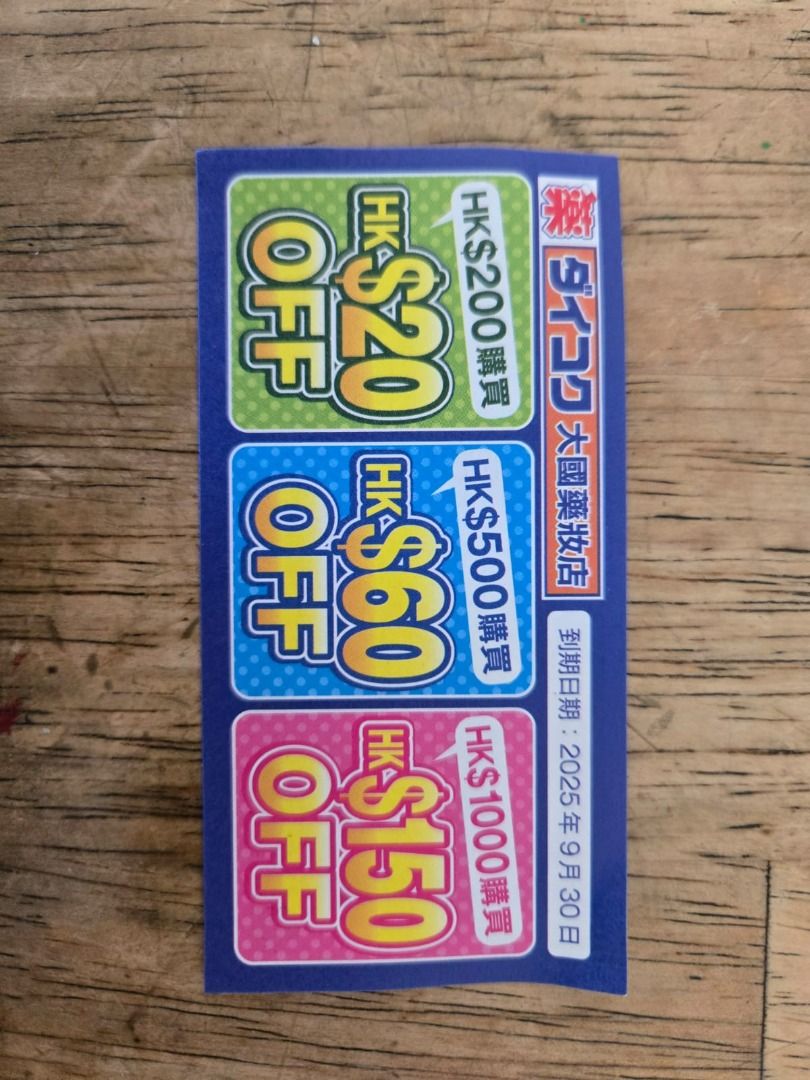 薬 ダイコク 大國藥妝店
到期日期：2025年9月30日
HK$200購買
HK$20
OFF
HK$500購買
HK$60
OFF
HK$1000購買
HK$150
OFF